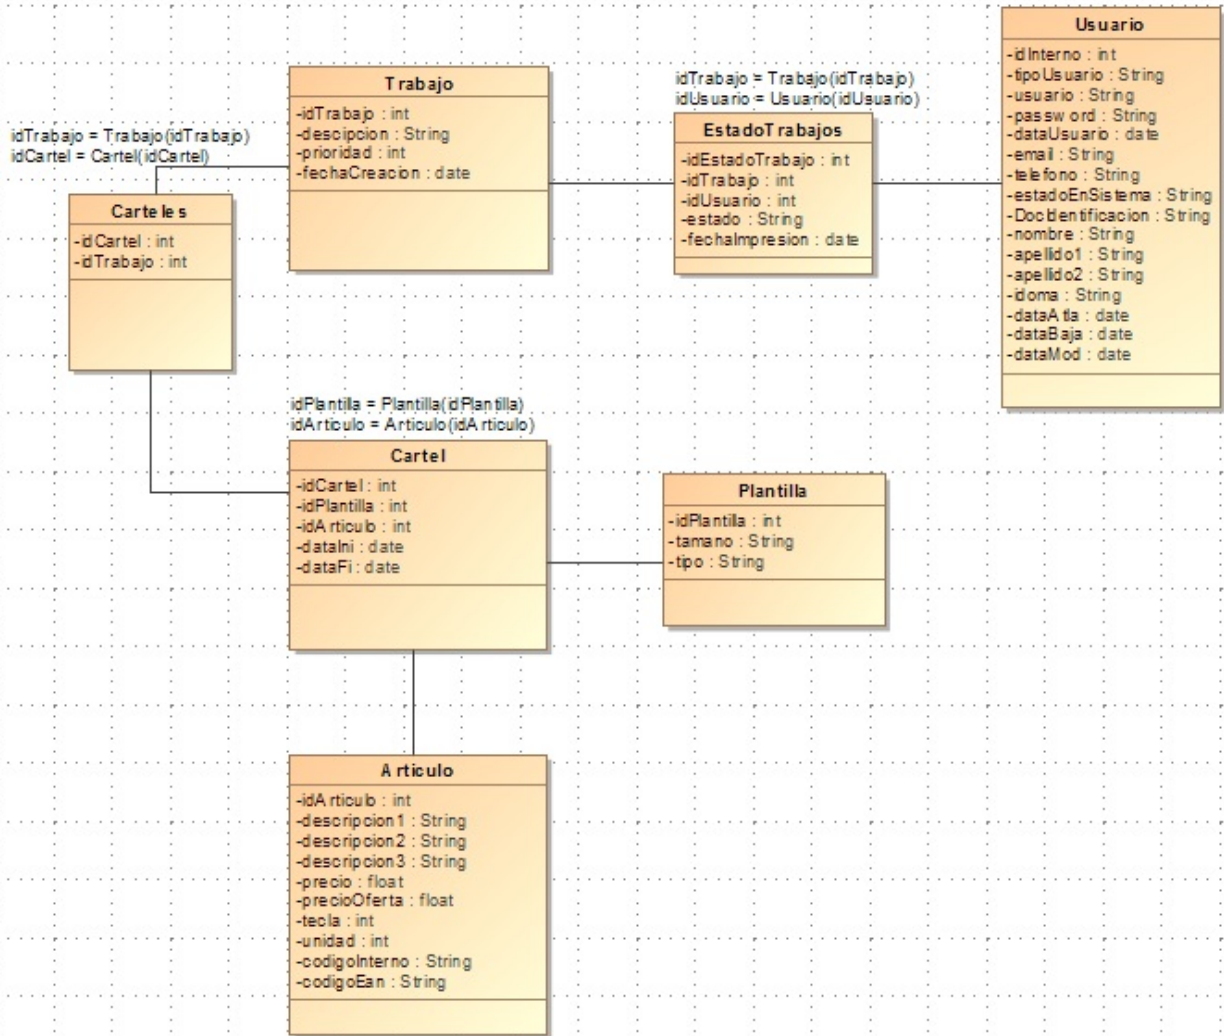 Usuario
-idInterno : int
-tipoUsuario : String
-usuario : String
-password : String
-dataUsuario : date
-email : String
-telefono : String
-estadoEnSistema : String
-DocIdentificacion : String
-nombre : String
-apellido1 : String
-apellido2 : String
-idioma : String
-dataAtla : date
-dataBaja : date
-dataMod : date
Trabajo
-idTrabajo : int
-descipcion : String
-prioridad : int
-fechaCreacion : date
idTrabajo = Trabajo(idTrabajo)
idUsuario = Usuario(idUsuario)
EstadoTrabajos
-idEstadoTrabajo : int
-idTrabajo : int
-idUsuario : int
-estado : String
-fechaImpresion : date
idTrabajo = Trabajo(idTrabajo)
idCartel = Cartel(idCartel)
Carteles
-idCartel : int
-idTrabajo : int
idPlantilla = Plantilla(idPlantilla)
idArticulo = Articulo(idArticulo)
Cartel
-idCartel : int
-idPlantilla : int
-idArticulo : int
-dataIni : date
-dataFi : date
Plantilla
-idPlantilla : int
-tamano : String
-tipo : String
Articulo
-idArticulo : int
-descripcion1 : String
-descripcion2 : String
-descripcion3 : String
-precio : float
-precioOferta : float
-tecla : int
-unidad : int
-codigoInterno : String
-codigoEan : String